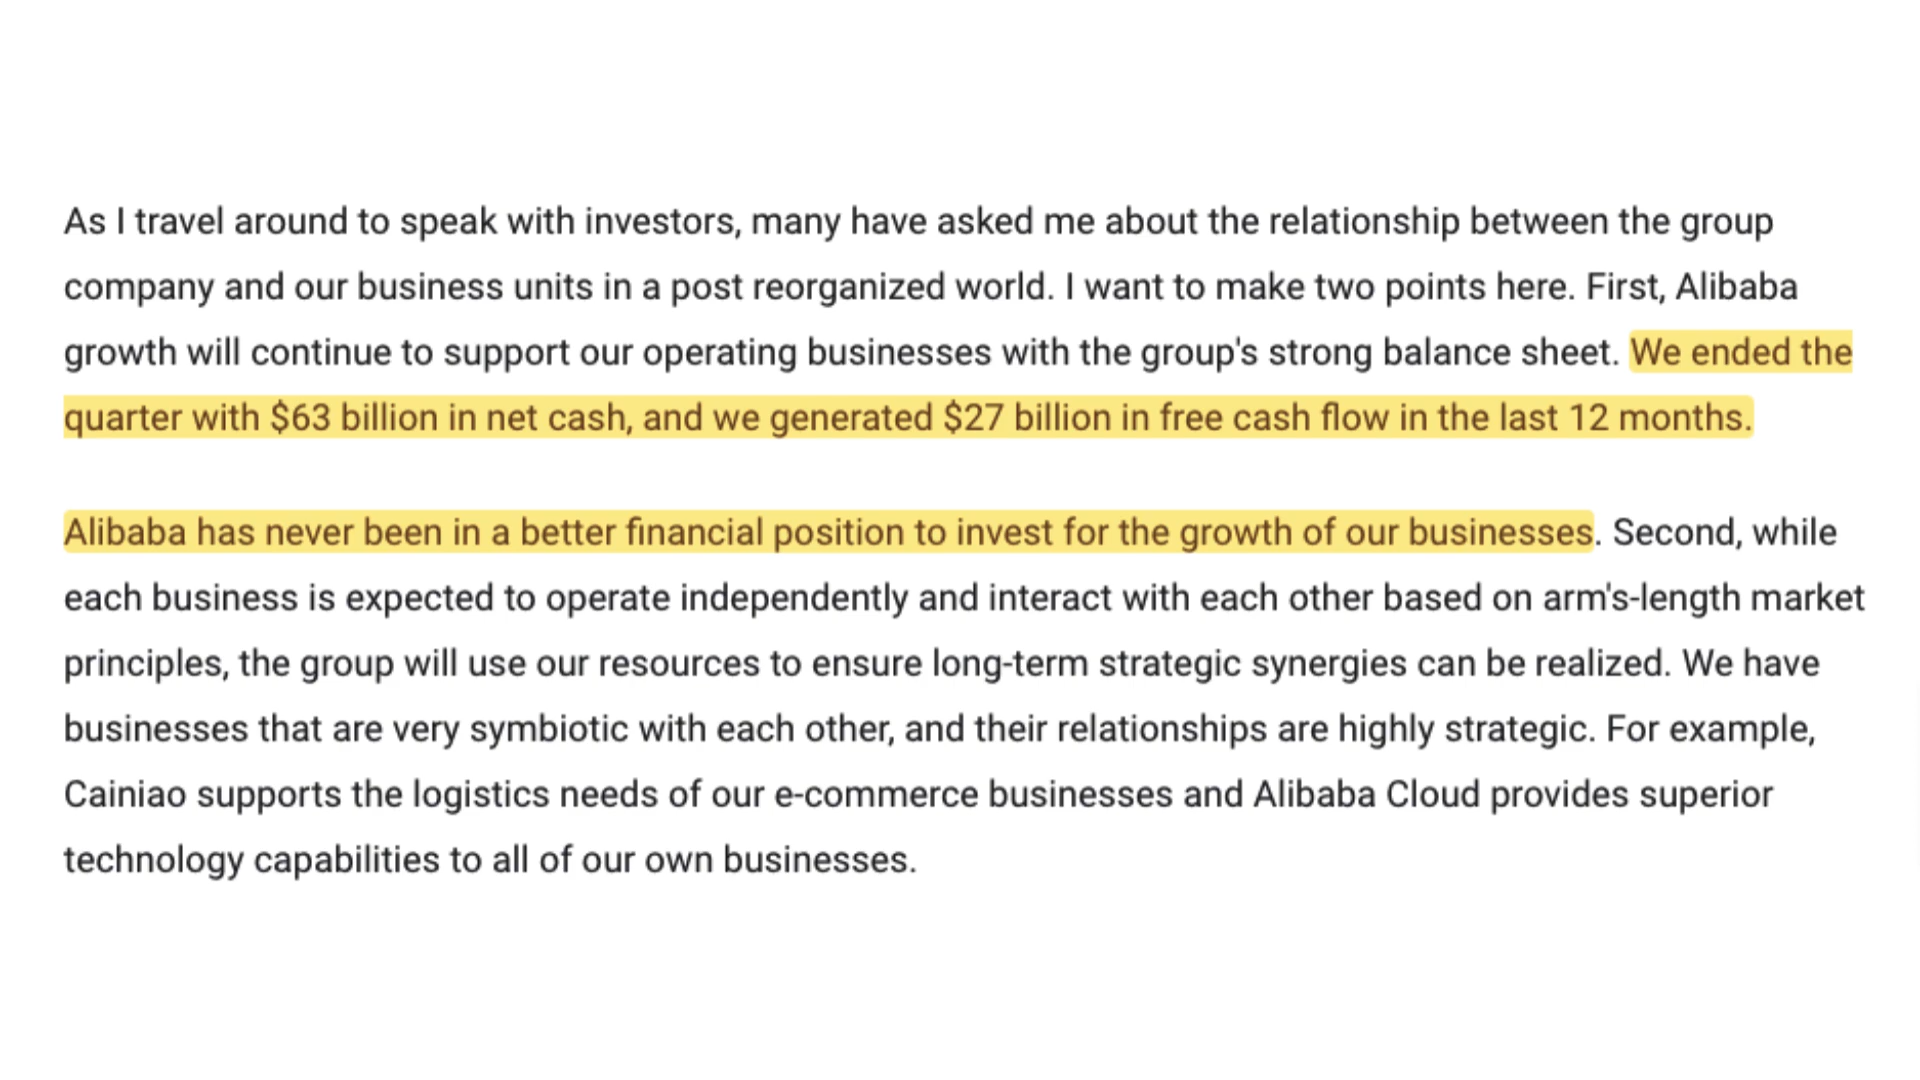 As I travel around to speak with investors, many have asked me about the relationship between the group
company and our business units in a post reorganized world. I want to make two points here. First, Alibaba
growth will continue to support our operating businesses with the group's strong balance sheet. We ended the
quarter with $63 billion in net cash, and we generated $27 billion in free cash flow in the last 12 months.
Alibaba has never been in a better financial position to invest for the growth of our businesses. Second, while
each business is expected to operate independently and interact with each other based on arm's-length market
principles, the group will use our resources to ensure long-term strategic synergies can be realized. We have
businesses that are very symbiotic with each other, and their relationships are highly strategic. For example,
Cainiao supports the logistics needs of our e-commerce businesses and Alibaba Cloud provides superior
technology capabilities to all of our own businesses.